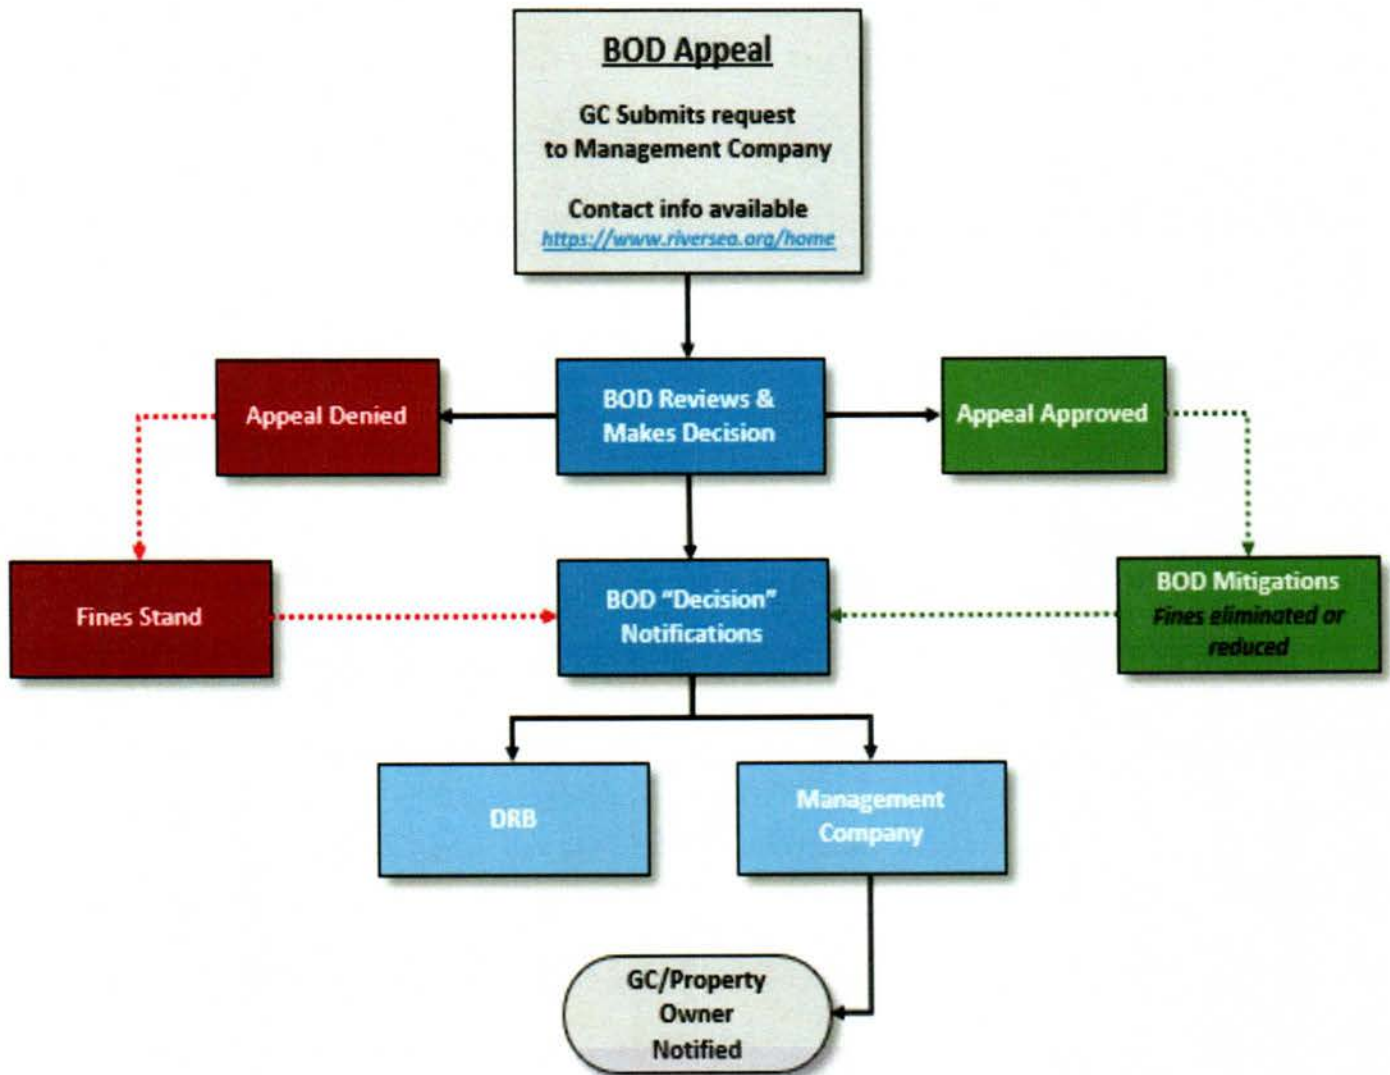 BOD Appeal
GC Submits request
to Management Company
Contact info available
https://www.riversea.org/home
Appeal Denied
BOD Reviews &
Makes Decision
Appeal Approved
Fines Stand
BOD “Decision”
Notifications
BOD Mitigations
Fines eliminated or
reduced
DRB
Management
Company
GC/Property
Owner
Notified